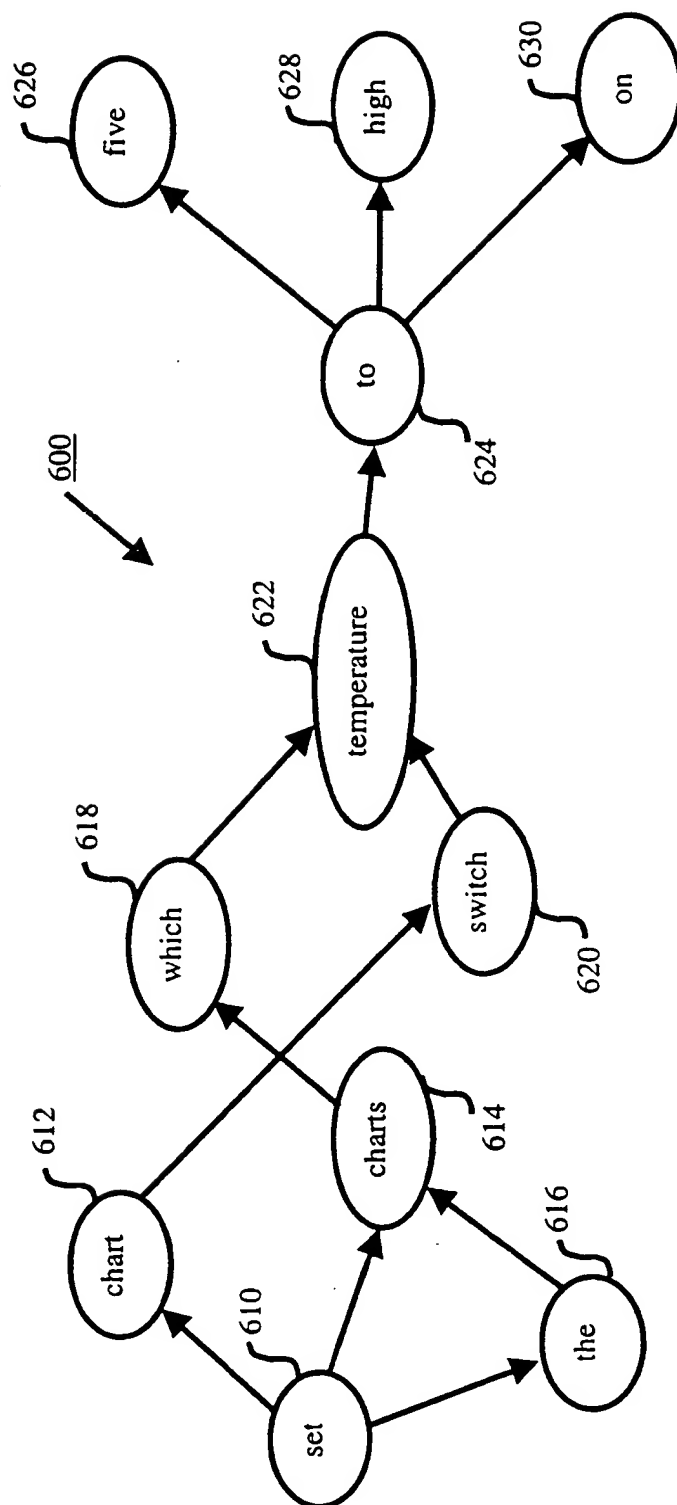 600
set
610
chart
612
charts
614
the
616
which
618
switch
620
temperature
622
to
624
five
626
high
628
on
630